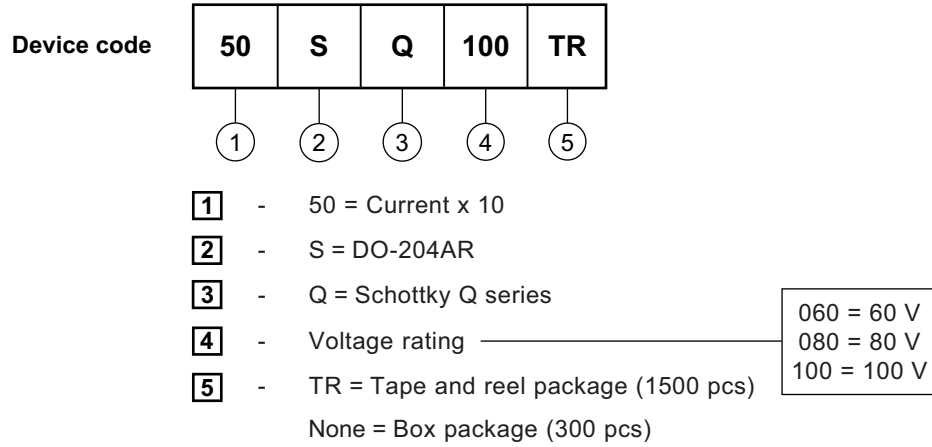 Device code 50 S Q 100 TR
1 2 3 4 5
1 - 50 = Current x 10
2 - S = DO-204AR
3 - Q = Schottky Q series
4 - Voltage rating
060 = 60 V
080 = 80 V
100 = 100 V
5 - TR = Tape and reel package (1500 pcs)
None = Box package (300 pcs)